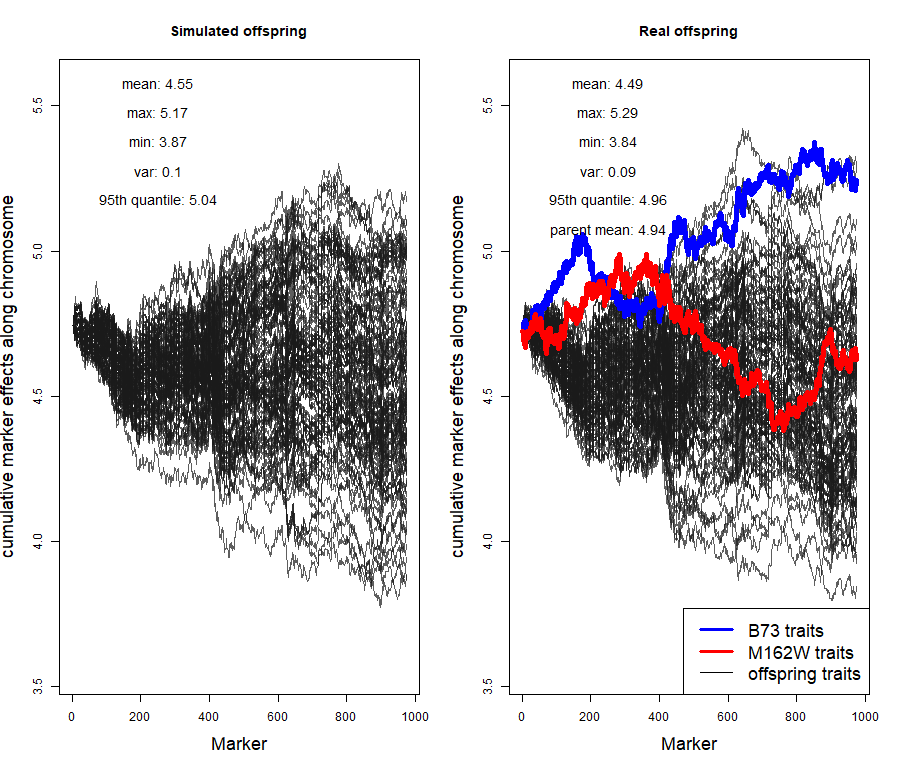 Simulated offspring
mean: 4.55
max: 5.17
min: 3.87
var: 0.1
95th quantile: 5.04
cumulative marker effects along chromosome
5.5
5.0
4.5
4.0
3.5
0 200 400 600 800 1000
Marker
Real offspring
mean: 4.49
max: 5.29
min: 3.84
var: 0.09
95th quantile: 4.96
parent mean: 4.94
cumulative marker effects along chromosome
5.5
5.0
4.5
4.0
3.5
B73 traits
M162W traits
offspring traits
0 200 400 600 800 1000
Marker